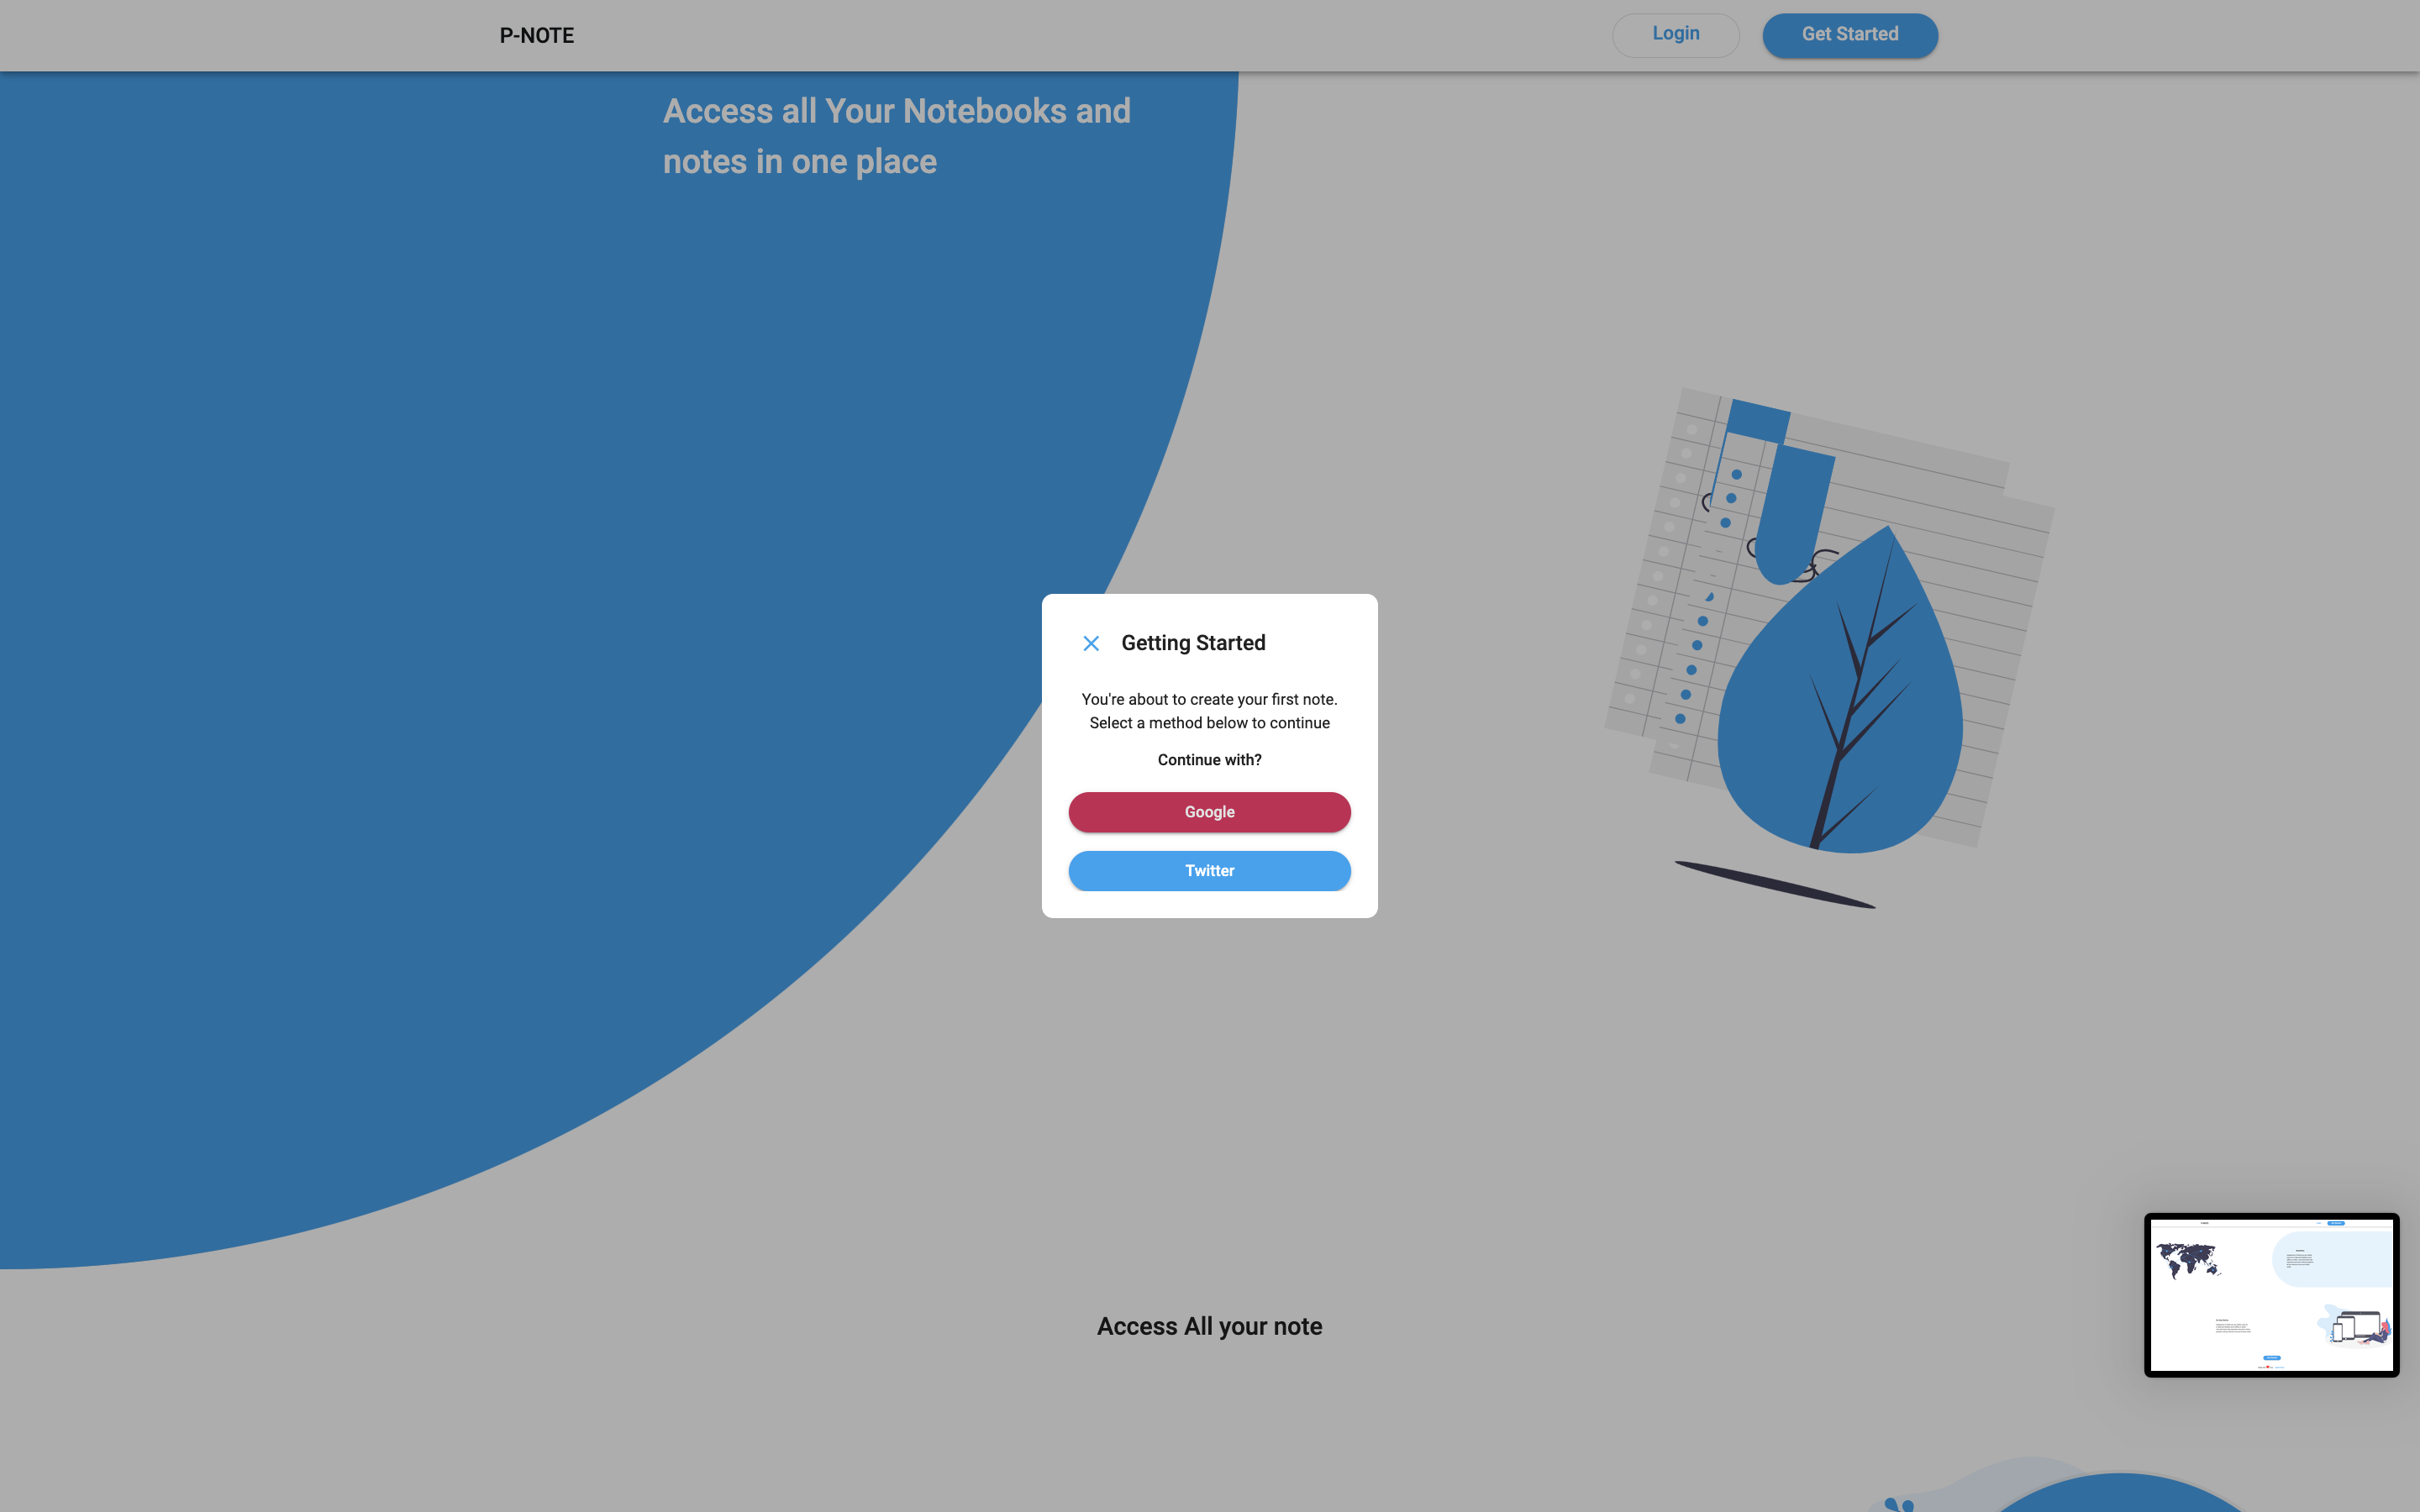 P-NOTE
Login
Get Started
Access all Your Notebooks and
notes in one place
Getting Started
You're about to create your first note.
Select a method below to continue
Continue with?
Google
Twitter
Access All your note